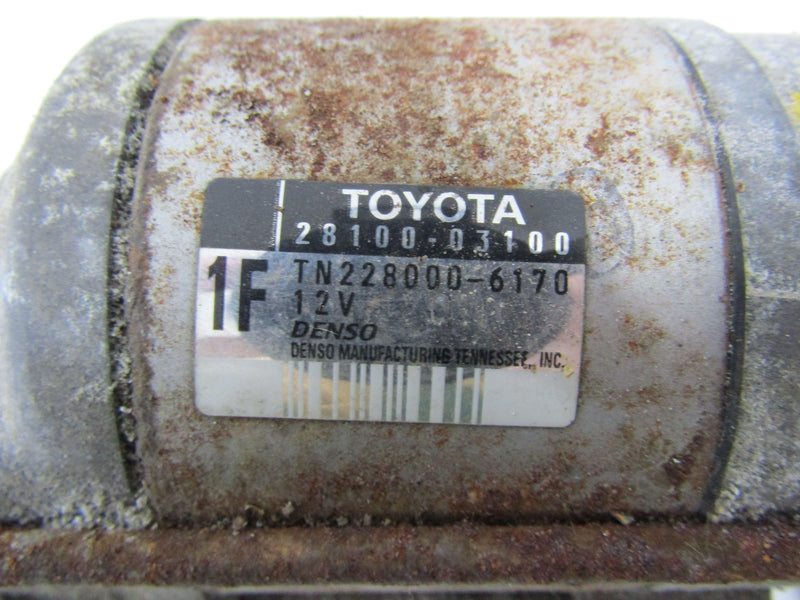 TOYOTA
28100-03100
1F
TN228000-6170
12V
DENSO
DENSO MANUFACTURING TENNESSEE, INC.